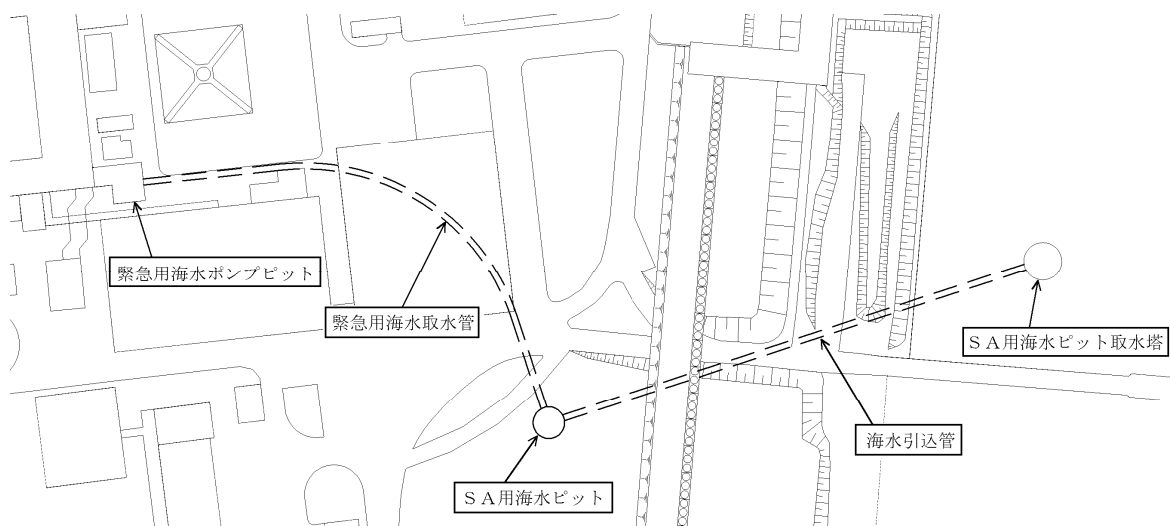 緊急用海水ポンプピット
緊急用海水取水管
ＳＡ用海水ピット取水塔
海水引込管
ＳＡ用海水ピット